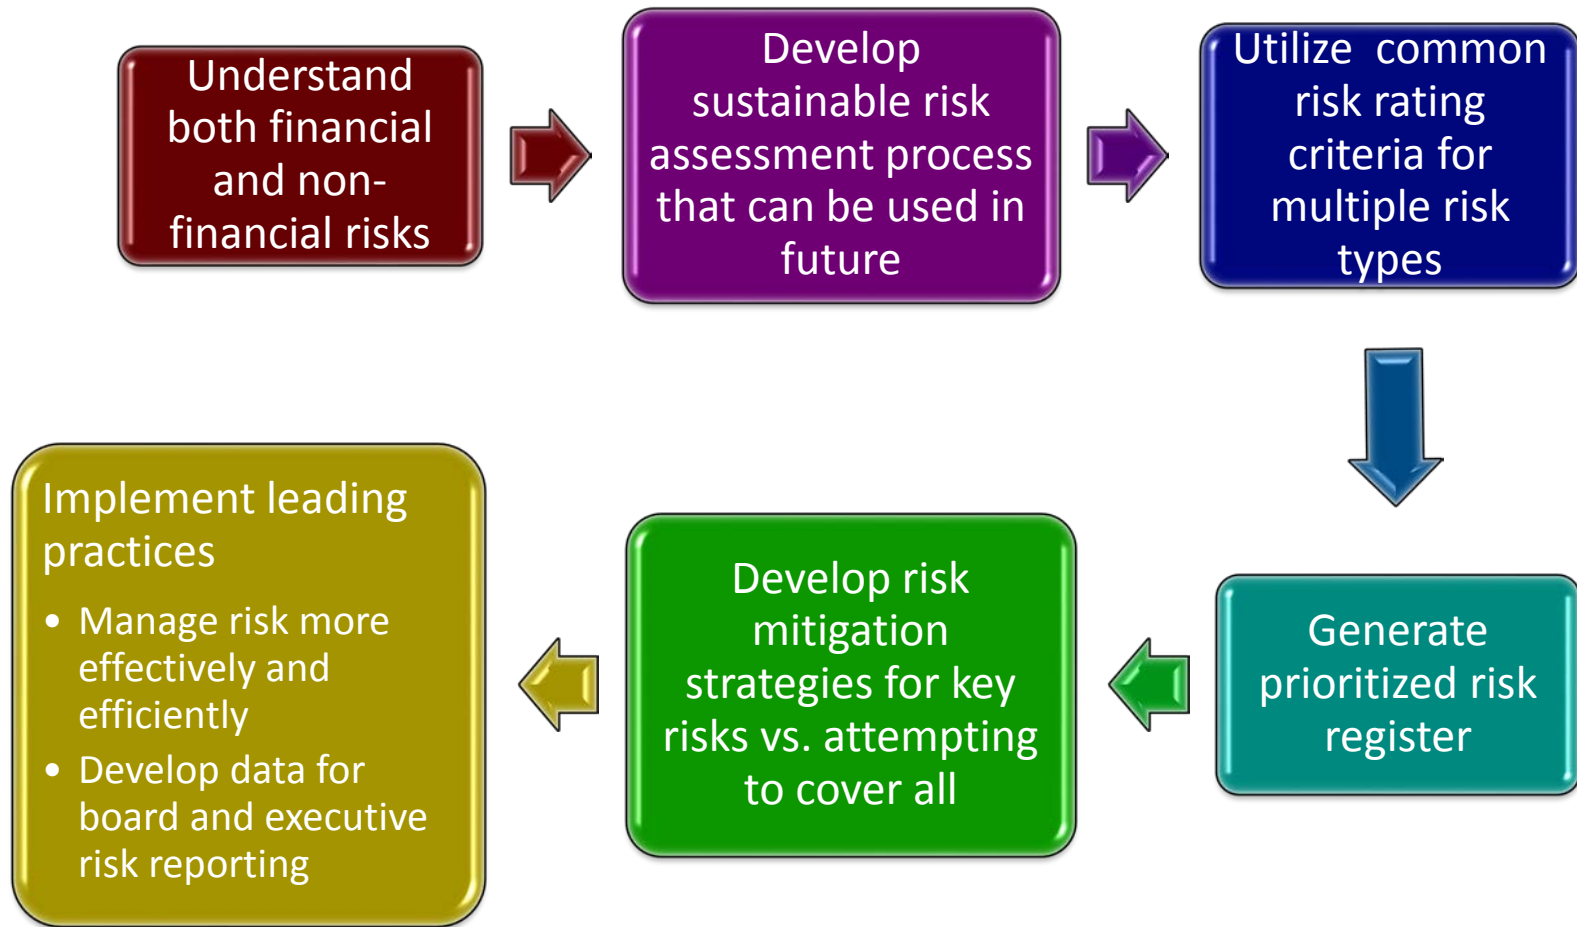 Understand
both financial
and non-
financial risks
Develop
sustainable risk
assessment process
that can be used in
future
Utilize  common
risk rating
criteria for
multiple risk
types
Generate
prioritized risk
register
Develop risk
mitigation
strategies for key
risks vs. attempting
to cover all
Implement leading
practices
• Manage risk more
effectively and
efficiently
• Develop data for
board and executive
risk reporting